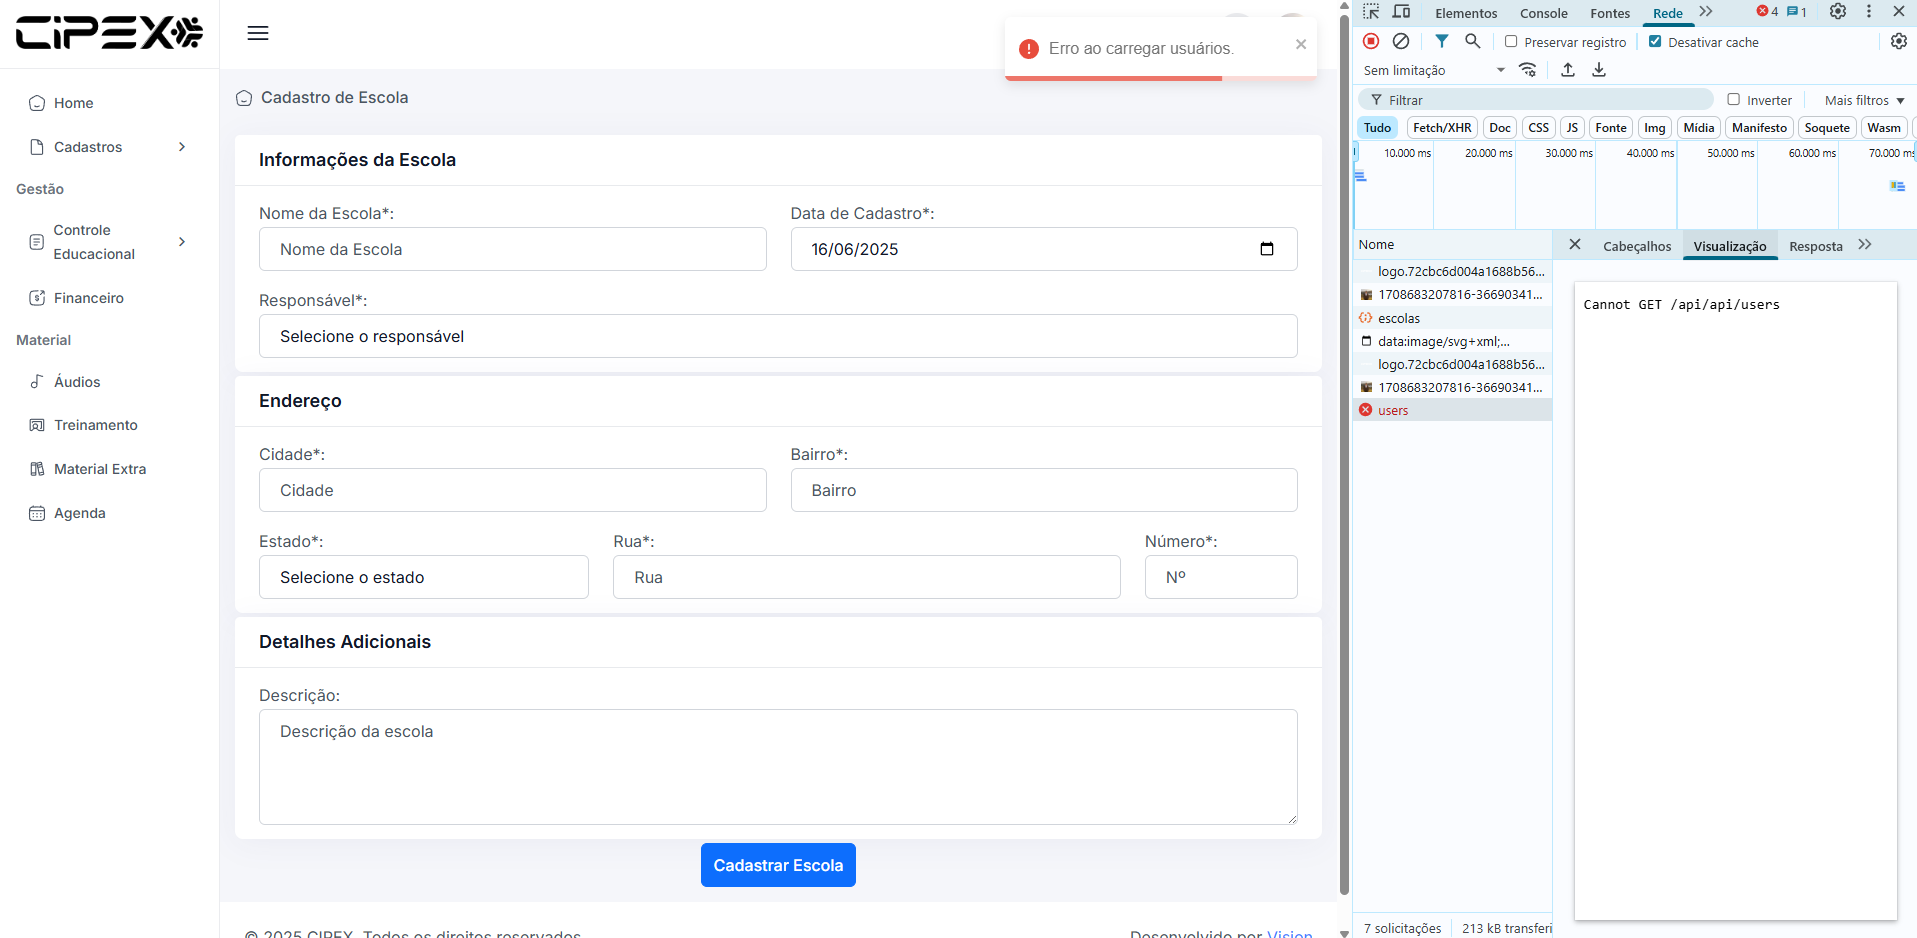 CIPEX
Home
Cadastros
Gestão
Controle
Educacional
Financeiro
Material
Áudios
Treinamento
Material Extra
Agenda
Erro ao carregar usuários.
Cadastro de Escola
Informações da Escola
Nome da Escola*:
Data de Cadastro*:
Nome da Escola
16/06/2025
Responsável*:
Selecione o responsável
Endereço
Cidade*:
Bairro*:
Cidade
Bairro
Estado*:
Rua*:
Número*:
Selecione o estado
Rua
Nº
Detalhes Adicionais
Descrição:
Descrição da escola
Cadastrar Escola
© 2025 CIPEX. Todos os direitos reservados.
Desenvolvido por Vision
Elementos Console Fontes Rede 4 1
Preservar registro Desativar cache
Sem limitação
Filtrar Inverter Mais filtros
Tudo Fetch/XHR Doc CSS JS Fonte Img Mídia Manifesto Soquete Wasm
10.000 ms 20.000 ms 30.000 ms 40.000 ms 50.000 ms 60.000 ms 70.000 ms
Nome
Cabeçalhos Visualização Resposta
logo.72cbc6d004a1688b56...
1708683207816-36690341...
escolas
data:image/svg+xml;...
logo.72cbc6d004a1688b56...
1708683207816-36690341...
users
Cannot GET /api/api/users
7 solicitações 213 kB transferi